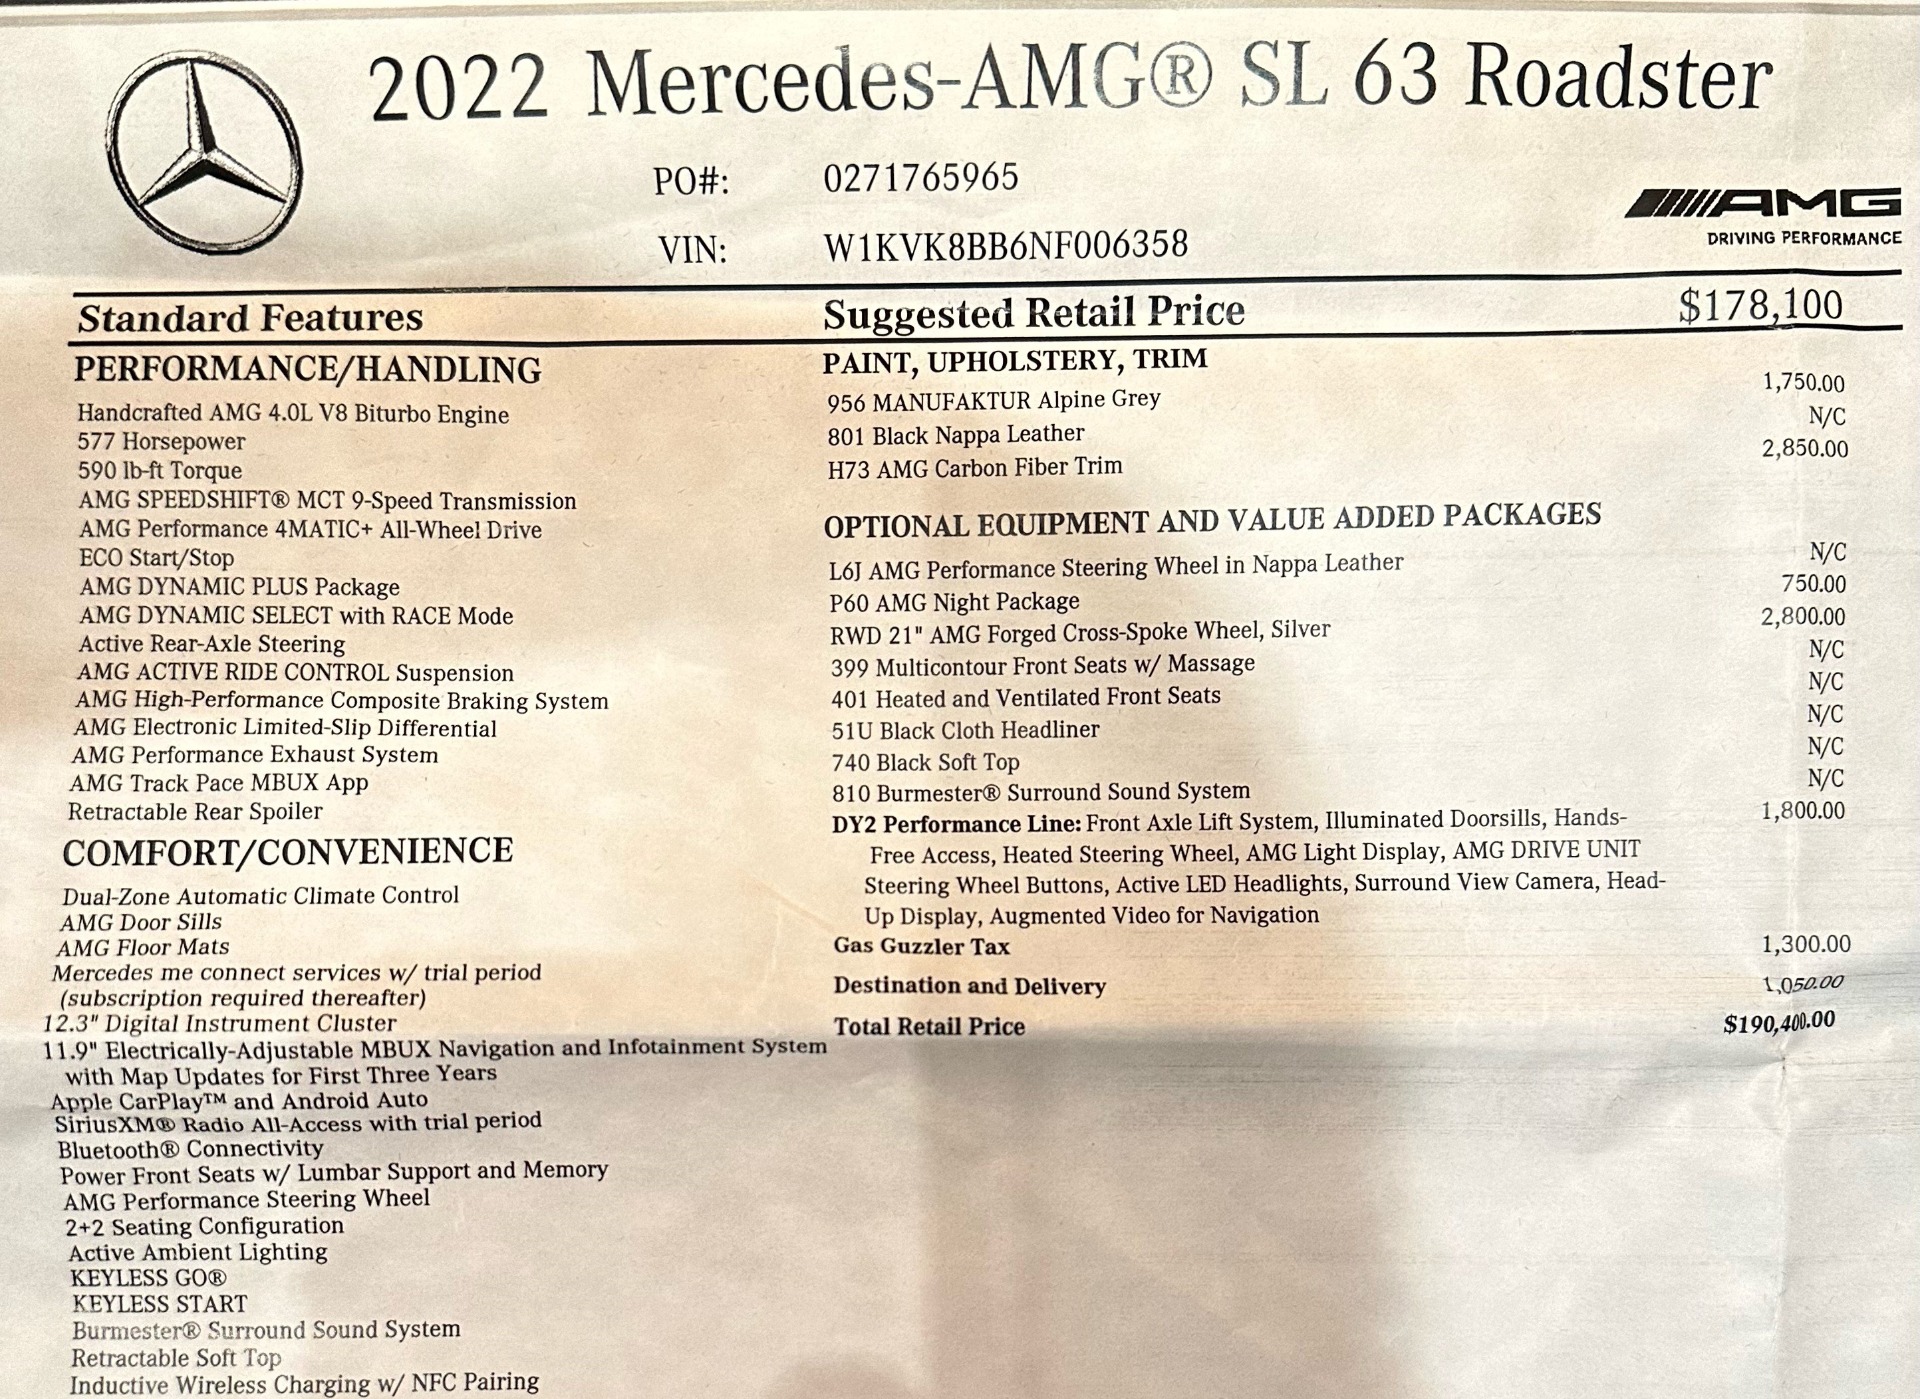 2022 Mercedes-AMG® SL 63 Roadster
PO#: 0271765965
VIN: W1KVK8BB6NF006358
AMG
DRIVING PERFORMANCE
Standard Features
PERFORMANCE/HANDLING
Handcrafted AMG 4.0L V8 Biturbo Engine
577 Horsepower
590 lb-ft Torque
AMG SPEEDSHIFT® MCT 9-Speed Transmission
AMG Performance 4MATIC+ All-Wheel Drive
ECO Start/Stop
AMG DYNAMIC PLUS Package
AMG DYNAMIC SELECT with RACE Mode
Active Rear-Axle Steering
AMG ACTIVE RIDE CONTROL Suspension
AMG High-Performance Composite Braking System
AMG Electronic Limited-Slip Differential
AMG Performance Exhaust System
AMG Track Pace MBUX App
Retractable Rear Spoiler
COMFORT/CONVENIENCE
Dual-Zone Automatic Climate Control
AMG Door Sills
AMG Floor Mats
Mercedes me connect services w/ trial period
(subscription required thereafter)
12.3" Digital Instrument Cluster
11.9" Electrically-Adjustable MBUX Navigation and Infotainment System
with Map Updates for First Three Years
Apple CarPlay™ and Android Auto
SiriusXM® Radio All-Access with trial period
Bluetooth® Connectivity
Power Front Seats w/ Lumbar Support and Memory
AMG Performance Steering Wheel
2+2 Seating Configuration
Active Ambient Lighting
KEYLESS GO®
KEYLESS START
Burmester® Surround Sound System
Retractable Soft Top
Inductive Wireless Charging w/ NFC Pairing
Suggested Retail Price $178,100
PAINT, UPHOLSTERY, TRIM
956 MANUFAKTUR Alpine Grey 1,750.00
801 Black Nappa Leather N/C
H73 AMG Carbon Fiber Trim 2,850.00
OPTIONAL EQUIPMENT AND VALUE ADDED PACKAGES
L6J AMG Performance Steering Wheel in Nappa Leather N/C
P60 AMG Night Package 750.00
RWD 21" AMG Forged Cross-Spoke Wheel, Silver 2,800.00
399 Multicontour Front Seats w/ Massage N/C
401 Heated and Ventilated Front Seats N/C
51U Black Cloth Headliner N/C
740 Black Soft Top N/C
810 Burmester® Surround Sound System N/C
DY2 Performance Line: Front Axle Lift System, Illuminated Doorsills, Hands- 1,800.00
Free Access, Heated Steering Wheel, AMG Light Display, AMG DRIVE UNIT
Steering Wheel Buttons, Active LED Headlights, Surround View Camera, Head-
Up Display, Augmented Video for Navigation
Gas Guzzler Tax 1,300.00
Destination and Delivery 1,050.00
Total Retail Price $190,400.00